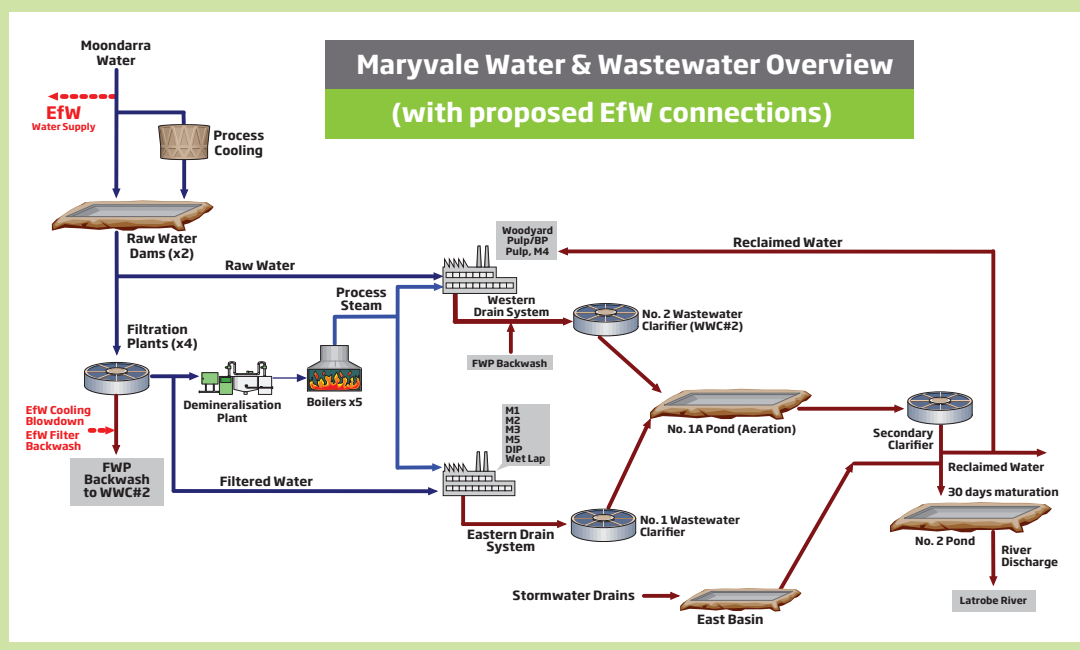 Maryvale Water & Wastewater Overview
(with proposed EfW connections)
Moondarra
Water
EfW
Water Supply
Process
Cooling
Raw Water
Dams (x2)
Raw Water
Woodyard
Pulp/BP
Pulp, M4
Reclaimed Water
Process
Steam
Western
Drain System
No. 2 Wastewater
Clarifier (WWC#2)
FWP Backwash
Filtration
Plants (x4)
Demineralisation
Plant
Boilers x5
EfW Cooling
Blowdown
EfW Filter
Backwash
FWP
Backwash
to WWC#2
M1
M2
M3
M5
DIP
Wet Lap
Filtered Water
Eastern Drain
System
No. 1 Wastewater
Clarifier
No. 1A Pond (Aeration)
Secondary
Clarifier
Reclaimed Water
30 days maturation
No. 2 Pond
River
Discharge
Latrobe River
Stormwater Drains
East Basin